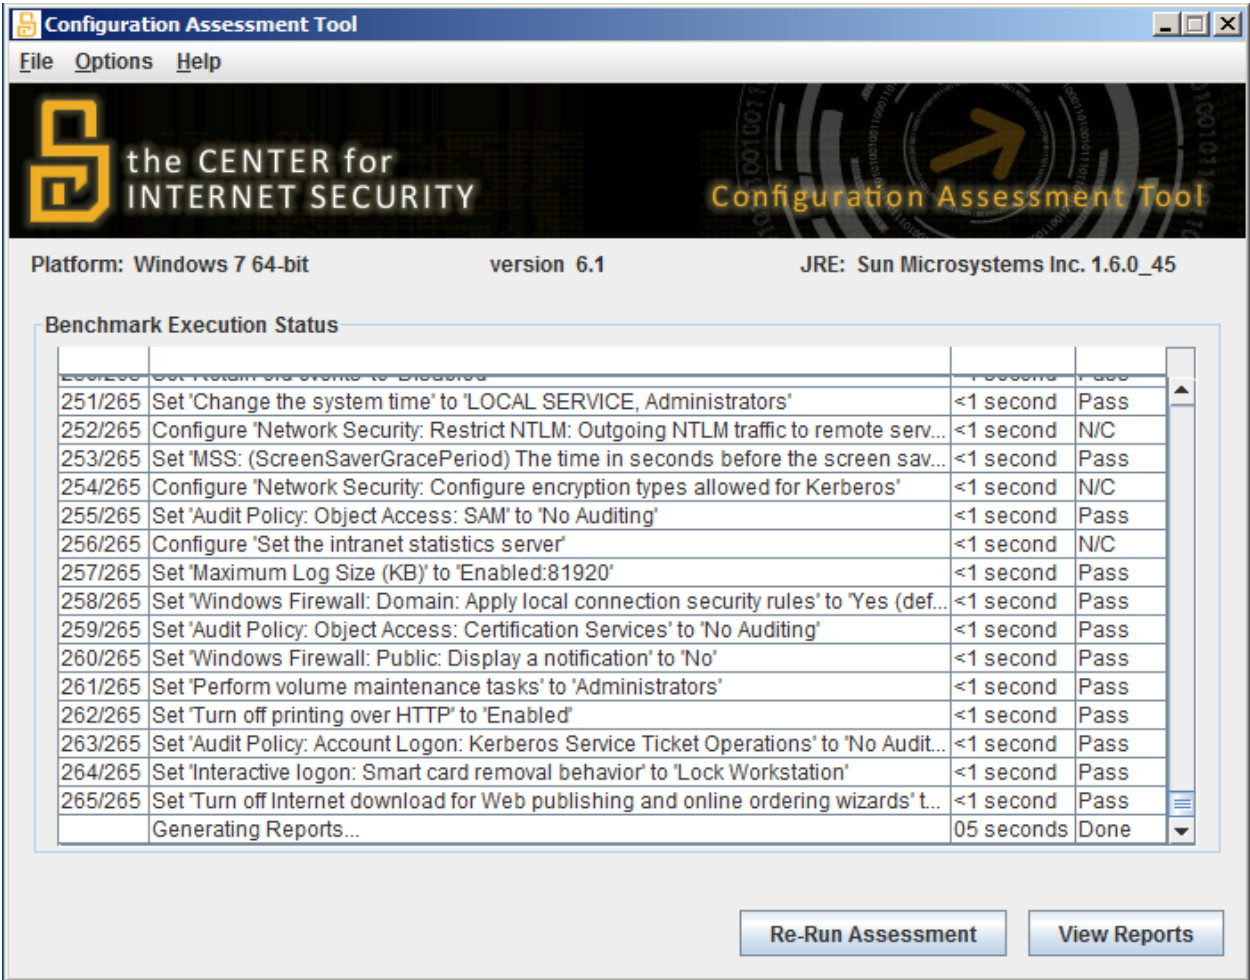 Configuration Assessment Tool
File Options Help
the CENTER for
INTERNET SECURITY
Configuration Assessment Tool
Platform: Windows 7 64-bit version 6.1 JRE: Sun Microsystems Inc. 1.6.0_45
Benchmark Execution Status
251/265 Set 'Change the system time' to 'LOCAL SERVICE, Administrators' <1 second Pass
252/265 Configure 'Network Security: Restrict NTLM: Outgoing NTLM traffic to remote serv... <1 second N/C
253/265 Set 'MSS: (ScreenSaverGracePeriod) The time in seconds before the screen sav... <1 second Pass
254/265 Configure 'Network Security: Configure encryption types allowed for Kerberos' <1 second N/C
255/265 Set 'Audit Policy: Object Access: SAM' to 'No Auditing' <1 second Pass
256/265 Configure 'Set the intranet statistics server' <1 second N/C
257/265 Set 'Maximum Log Size (KB)' to 'Enabled:81920' <1 second Pass
258/265 Set 'Windows Firewall: Domain: Apply local connection security rules' to 'Yes (def... <1 second Pass
259/265 Set 'Audit Policy: Object Access: Certification Services' to 'No Auditing' <1 second Pass
260/265 Set 'Windows Firewall: Public: Display a notification' to 'No' <1 second Pass
261/265 Set 'Perform volume maintenance tasks' to 'Administrators' <1 second Pass
262/265 Set 'Turn off printing over HTTP' to 'Enabled' <1 second Pass
263/265 Set 'Audit Policy: Account Logon: Kerberos Service Ticket Operations' to 'No Audit... <1 second Pass
264/265 Set 'Interactive logon: Smart card removal behavior' to 'Lock Workstation' <1 second Pass
265/265 Set 'Turn off Internet download for Web publishing and online ordering wizards' t... <1 second Pass
Generating Reports... 05 seconds Done
Re-Run Assessment View Reports